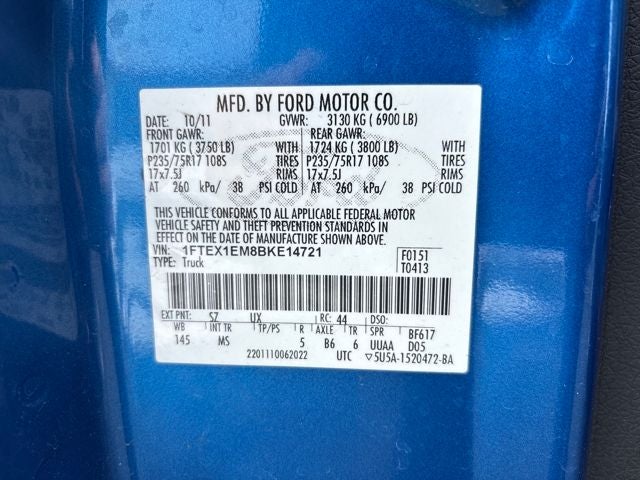 MFD. BY FORD MOTOR CO.
DATE: 10/11 GVWR: 3130 KG ( 6900 LB)
FRONT GAWR: REAR GAWR:
1701 KG ( 3750 LB) WITH 1724 KG ( 3800 LB) WITH
P235/75R17 108S TIRES P235/75R17 108S TIRES
17x7.5J RIMS 17x7.5J RIMS
AT 260 kPa/ 38 PSI COLD AT 260 kPa/ 38 PSI COLD
THIS VEHICLE CONFORMS TO ALL APPLICABLE FEDERAL MOTOR
VEHICLE SAFETY AND THEFT PREVENTION STANDARDS IN
EFFECT ON THE DATE OF MANUFACTURE SHOWN ABOVE.
VIN: 1FTEX1EM8BKE14721 F0151
TYPE: Truck T0413
EXT PNT: SZ UX RC: 44 DSO:
WB INT TR TP/PS R AXLE TR SPR BF617
145 MS 5 B6 6 UUAA D05
2201110062022 UTC ▽5U5A-1520472-BA